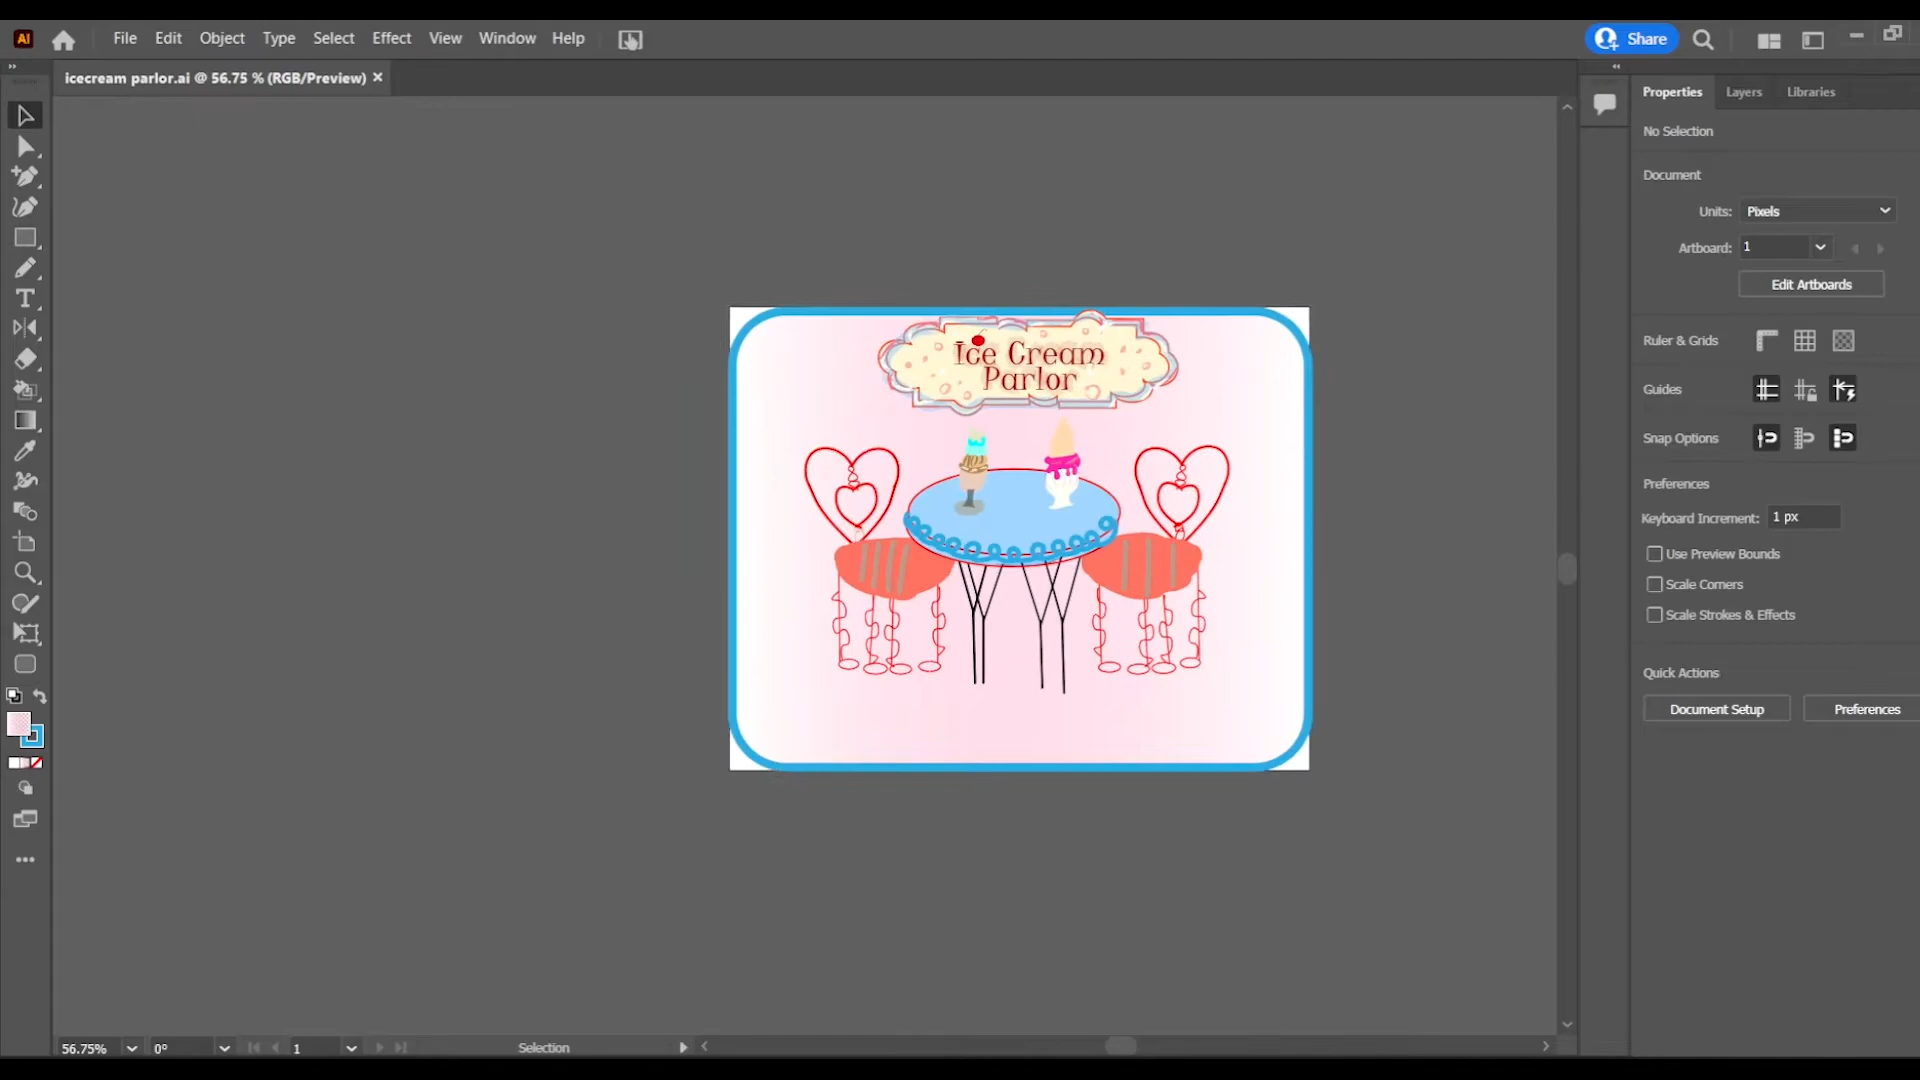 Ai
File Edit Object Type Select Effect View Window Help
Share
icecream parlor.ai @ 56.75 % (RGB/Preview) ×
Properties Layers Libraries
No Selection
Document
Units: Pixels
Artboard: 1
Edit Artboards
Ruler & Grids
Guides
Snap Options
Preferences
Keyboard Increment: 1 px
Use Preview Bounds
Scale Corners
Scale Strokes & Effects
Quick Actions
Document Setup Preferences
Ice Cream
Parlor
56.75% 0° 1 Selection